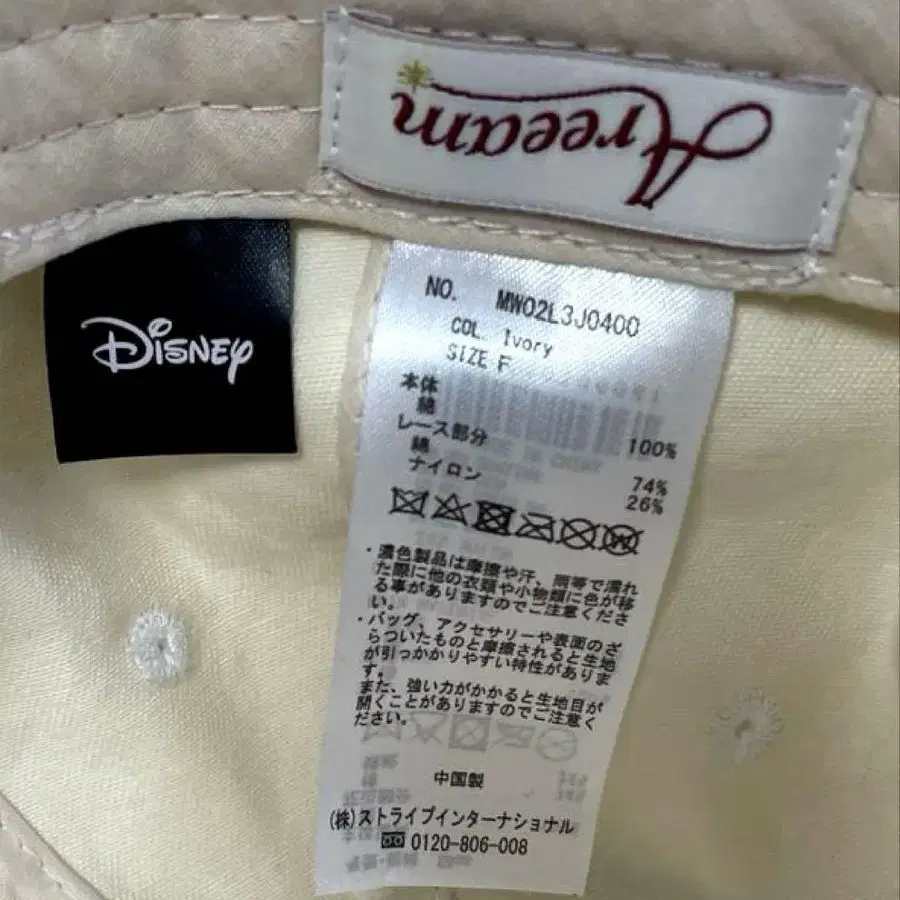 Areeam
Disney
NO. MW02L3J0400
COL. Ivory
SIZE F
本体
綿 100%
レース部分
綿 74%
ナイロン 26%
・濃色製品は摩擦や汗、雨等で濡れ
た際に他の衣類や小物類に色が移
る事がありますのでご注意くださ
い。
・バッグ、アクセサリーや表面のざ
らついたものと摩擦されると生地
が引っかかりやすい特性がありま
す。
また、強い力がかかると生地目が
開くことがありますのでご注意く
ださい。
中国製
(株)ストライプインターナショナル
0120-806-008